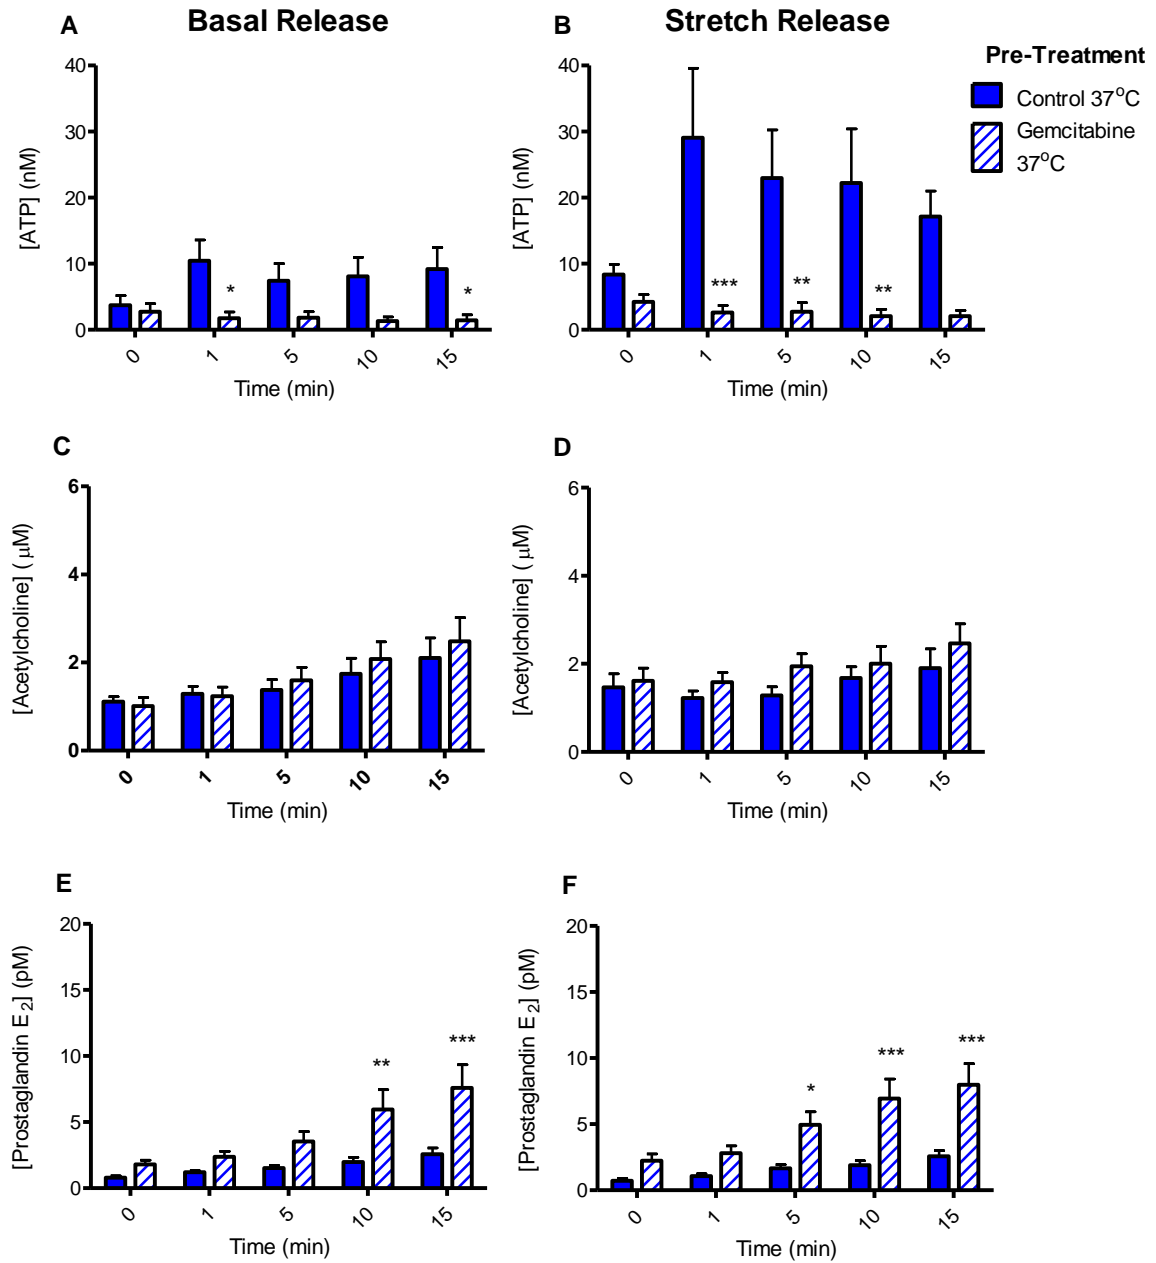 Basal Release
Stretch Release
Pre-Treatment
Control 37°C
Gemcitabine
37°C
A
[ATP] (nM)
40
30
20
10
0
*
*
0 1 5 10 15
Time (min)
B
[ATP] (nM)
40
30
20
10
0
***
**
**
0 1 5 10 15
Time (min)
C
[Acetylcholine] ( μM)
6
4
2
0
0 1 5 10 15
Time (min)
D
[Acetylcholine] ( μM)
6
4
2
0
0 1 5 10 15
Time (min)
E
[Prostaglandin E₂] (pM)
20
15
10
5
0
**
***
0 1 5 10 15
Time (min)
F
[Prostaglandin E₂] (pM)
20
15
10
5
0
*
***
***
0 1 5 10 15
Time (min)